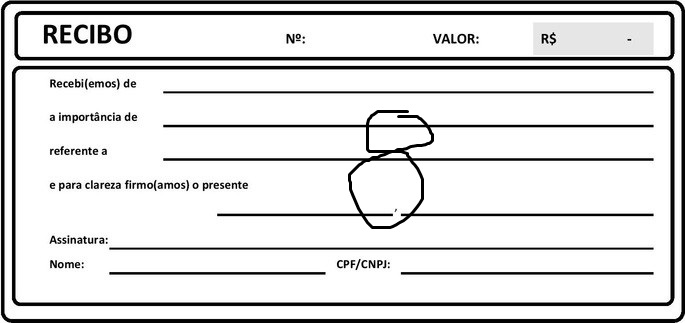 RECIBO Nº: VALOR: R$ -
Recebi(emos) de
a importância de
referente a
e para clareza firmo(amos) o presente
,
Assinatura:
Nome: CPF/CNPJ: